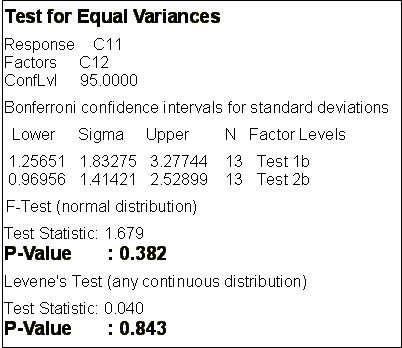 Test for Equal Variances
Response C11
Factors C12
ConfLvl 95.0000
Bonferroni confidence intervals for standard deviations
Lower Sigma Upper N Factor Levels
1.25651 1.83275 3.27744 13 Test 1b
0.96956 1.41421 2.52899 13 Test 2b
F-Test (normal distribution)
Test Statistic: 1.679
P-Value : 0.382
Levene's Test (any continuous distribution)
Test Statistic: 0.040
P-Value : 0.843